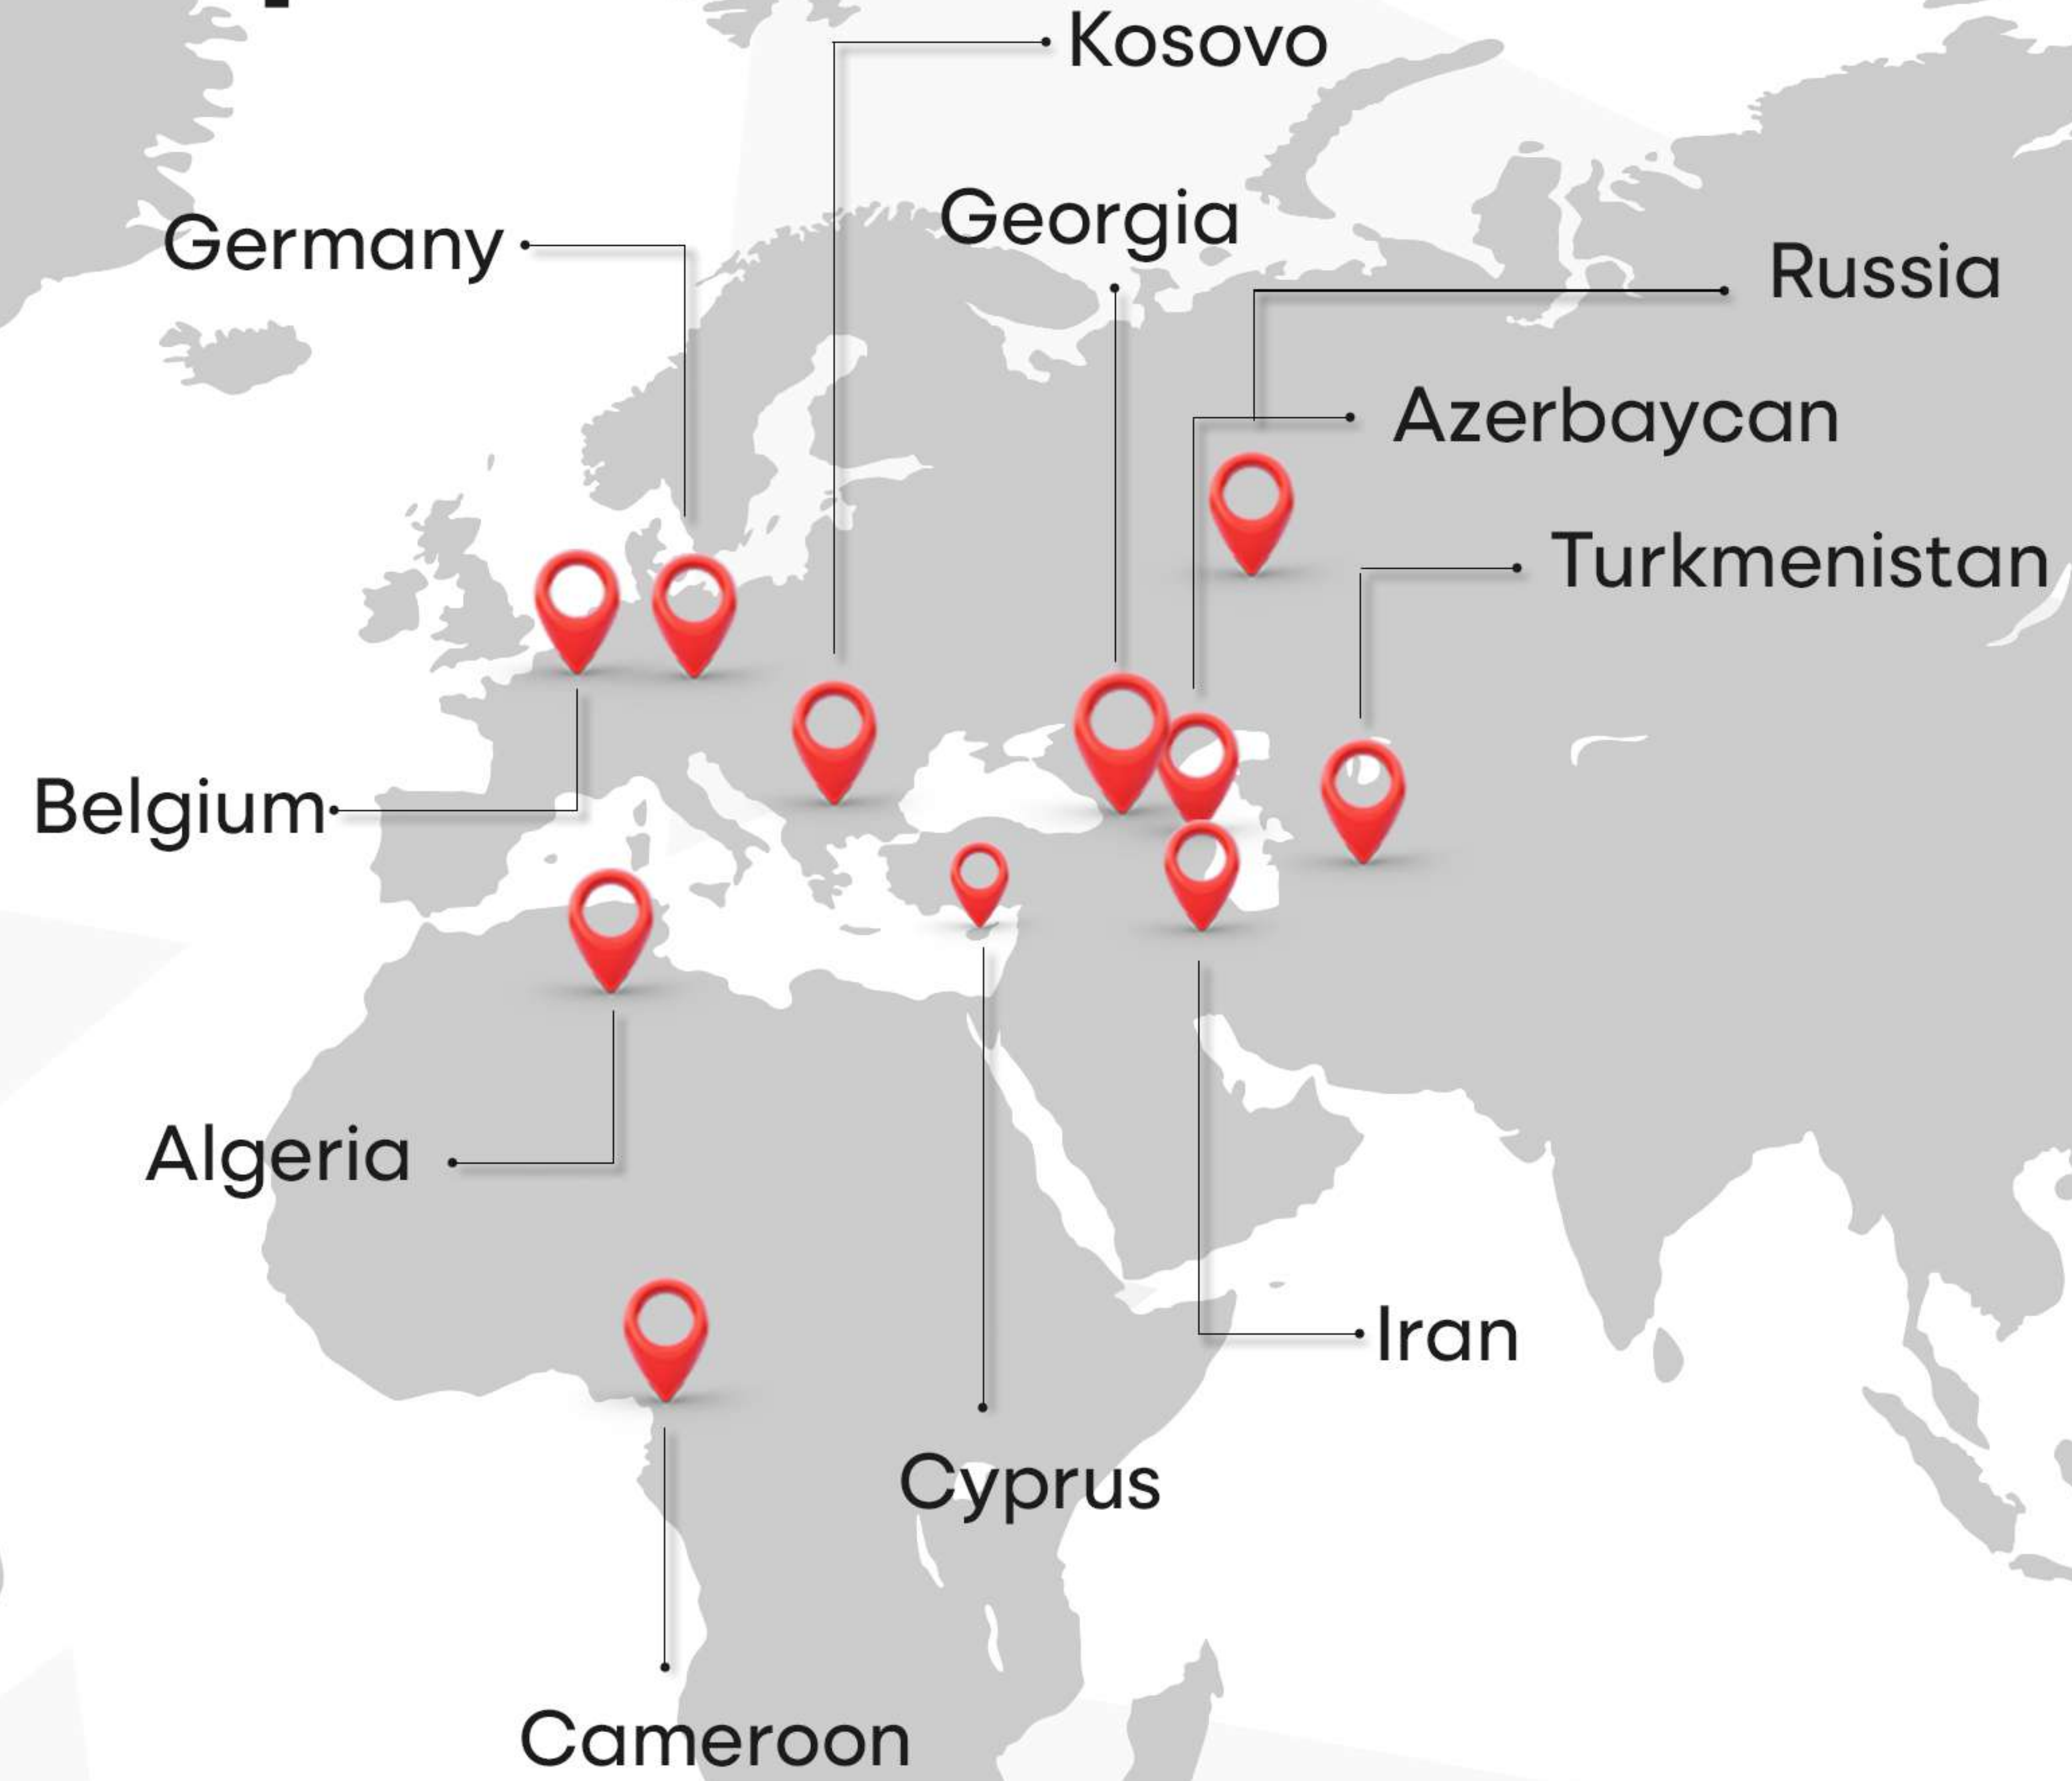 Kosovo
Georgia
Germany
Russia
Azerbaycan
Turkmenistan
Belgium
Algeria
Iran
Cyprus
Cameroon